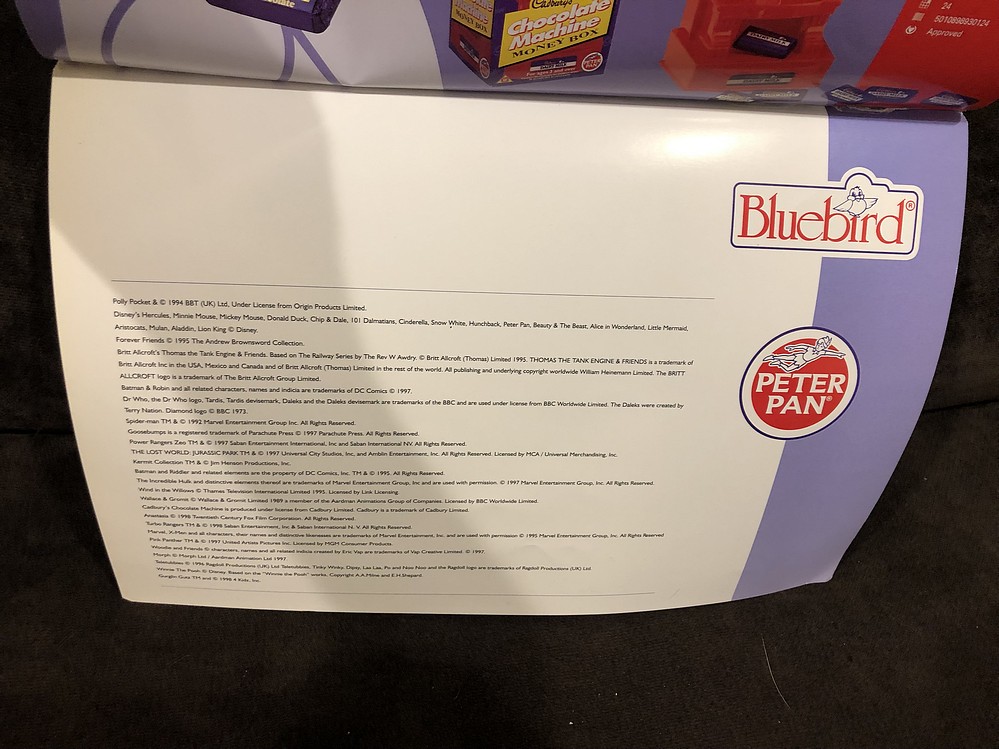 Chocolate
Cadbury's
Chocolate
Machine
MONEY BOX
MONEY BOX
DAIRY MILK
For ages 3 and over
PETER PAN
DAIRY MILK
24
5010898930124
Approved
Bluebird®
PETER
PAN®
Polly Pocket & © 1994 BBT (UK) Ltd, Under License from Origin Products Limited.
Disney's Hercules, Minnie Mouse, Mickey Mouse, Donald Duck, Chip & Dale, 101 Dalmatians, Cinderella, Snow White, Hunchback, Peter Pan, Beauty & The Beast, Alice in Wonderland, Little Mermaid,
Aristocats, Mulan, Aladdin, Lion King © Disney.
Forever Friends © 1995 The Andrew Brownsword Collection.
Britt Allcroft's Thomas the Tank Engine & Friends. Based on The Railway Series by The Rev W Awdry. © Britt Allcroft (Thomas) Limited 1995. THOMAS THE TANK ENGINE & FRIENDS is a trademark of
Britt Allcroft Inc in the USA, Mexico and Canada and of Britt Allcroft (Thomas) Limited in the rest of the world. All publishing and underlying copyright worldwide William Heinemann Limited. The BRITT
ALLCROFT logo is a trademark of The Britt Allcroft Group Limited.
Batman & Robin and all related characters, names and indicia are trademarks of DC Comics © 1997.
Dr Who, the Dr Who logo, Tardis, Tardis devisemark, Daleks and the Daleks devisemark are trademarks of the BBC and are used under license from BBC Worldwide Limited. The Daleks were created by
Terry Nation. Diamond logo © BBC 1973.
Spider-man TM & © 1992 Marvel Entertainment Group Inc. All Rights Reserved.
Goosebumps is a registered trademark of Parachute Press © 1997 Parachute Press. All Rights Reserved.
Power Rangers Zeo TM & © 1997 Saban Entertainment International, Inc and Saban International NV. All Rights Reserved.
THE LOST WORLD: JURASSIC PARK TM & © 1997 Universal City Studios, Inc, and Amblin Entertainment, Inc. All Rights Reserved. Licensed by MCA / Universal Merchandising, Inc.
Kermit Collection TM & © Jim Henson Productions, Inc.
Batman and Riddler and related elements are the property of DC Comics, Inc. TM & © 1995. All Rights Reserved.
The Incredible Hulk and distinctive elements thereof are trademarks of Marvel Entertainment Group, Inc and are used with permission. © 1997 Marvel Entertainment Group, Inc. All Rights Reserved.
Wind in the Willows © Thames Television International Limited 1995. Licensed by Link Licensing.
Wallace & Gromit © Wallace & Gromit Limited 1989 a member of the Aardman Animations Group of Companies. Licensed by BBC Worldwide Limited.
Cadbury's Chocolate Machine is produced under license from Cadbury Limited. Cadbury is a trademark of Cadbury Limited.
Anastasia © 1998 Twentieth Century Fox Film Corporation. All Rights Reserved.
Turbo Rangers TM & © 1998 Saban Entertainment, Inc & Saban International N. V. All Rights Reserved.
Marvel, X-Men and all characters, their names and distinctive likenesses are trademarks of Marvel Entertainment, Inc. and are used with permission © 1995 Marvel Entertainment Group, Inc. All Rights Reserved
Pink Panther TM & © 1997 United Artists Pictures Inc. Licensed by MGM Consumer Products.
Woodie and Friends © characters, names and all related indicia created by Eric Vap are trademarks of Vap Creative Limited. © 1997.
Morph © Morph Ltd / Aardman Animation Ltd 1997.
Teletubbies © 1996 Ragdoll Productions (UK) Ltd Teletubbies, Tinky Winky, Dipsy, Laa Laa, Po and Noo Noo and the Ragdoll logo are trademarks of Ragdoll Productions (UK) Ltd.
Winnie The Pooh © Disney. Based on the "Winnie the Pooh" works. Copyright A.A.Milne and E.H.Shepard.
Gurglin Gutz TM and © 1998 4 Kidz, Inc.